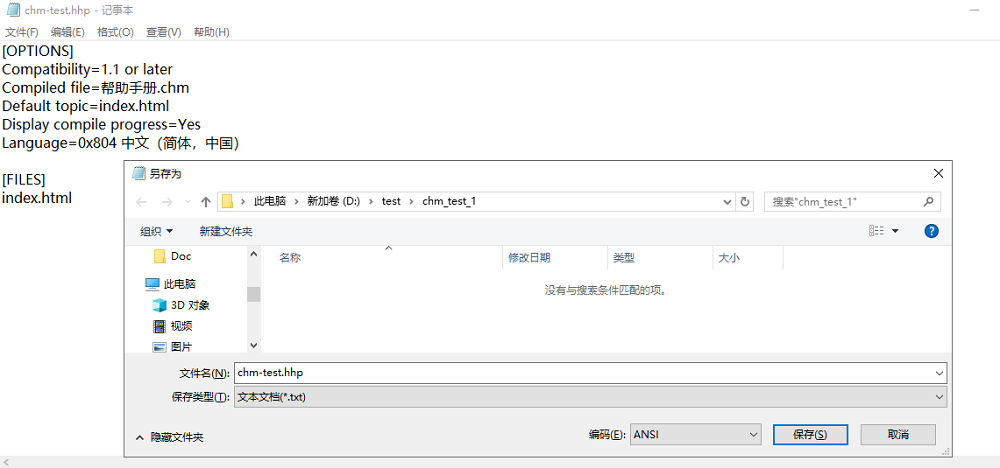 chm-test.hhp - 记事本
文件(F) 编辑(E) 格式(O) 查看(V) 帮助(H)
[OPTIONS]
Compatibility=1.1 or later
Compiled file=帮助手册.chm
Default topic=index.html
Display compile progress=Yes
Language=0x804 中文（简体，中国）
[FILES]
index.html
另存为
此电脑 新加卷 (D:) test chm_test_1
搜索"chm_test_1"
组织 新建文件夹
Doc
此电脑
3D 对象
视频
图片
名称 修改日期 类型 大小
没有与搜索条件匹配的项。
文件名(N): chm-test.hhp
保存类型(T): 文本文档(*.txt)
隐藏文件夹
编码(E): ANSI 保存(S) 取消